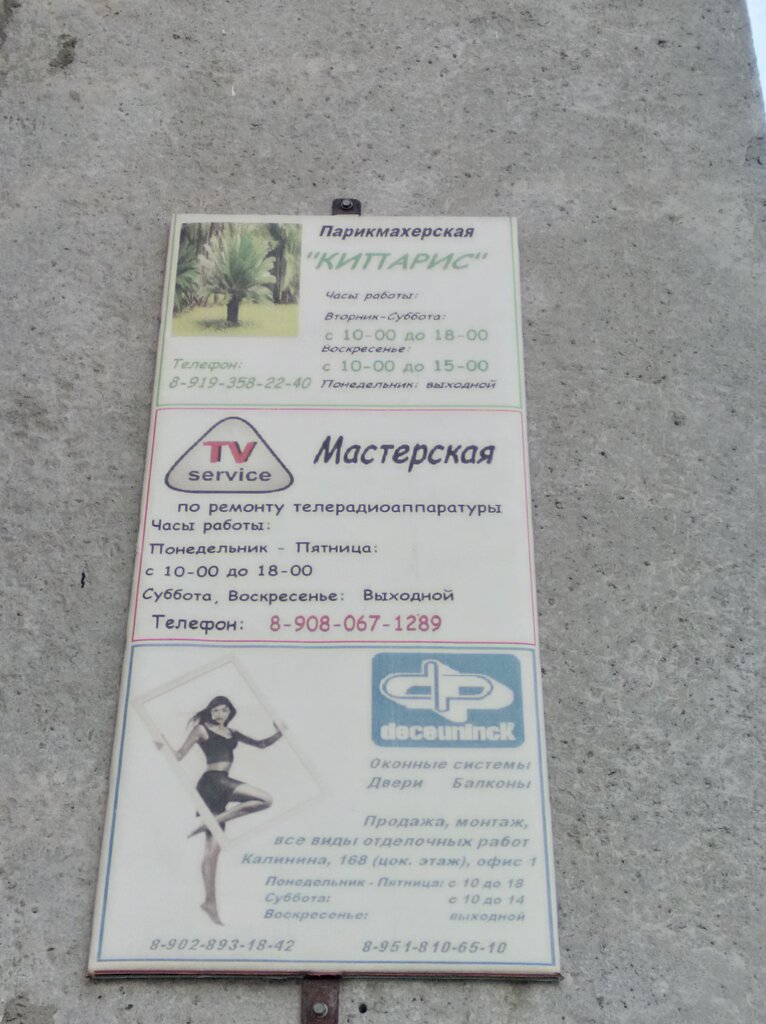 Парикмахерская
"КИПАРИС"
Часы работы:
Вторник-Суббота:
с 10-00 до 18-00
Воскресенье:
с 10-00 до 15-00
Понедельник: выходной
Телефон:
8-919-358-22-40
TV
service
Мастерская
по ремонту телерадиоаппаратуры
Часы работы:
Понедельник - Пятница:
с 10-00 до 18-00
Суббота, Воскресенье: Выходной
Телефон: 8-908-067-1289
dp
deceuninck
Оконные системы
Двери Балконы
Продажа, монтаж,
все виды отделочных работ
Калинина, 168 (цок. этаж), офис 1
Понедельник - Пятница: с 10 до 18
Суббота: с 10 до 14
Воскресенье: выходной
8-902-893-18-42 8-951-810-65-10